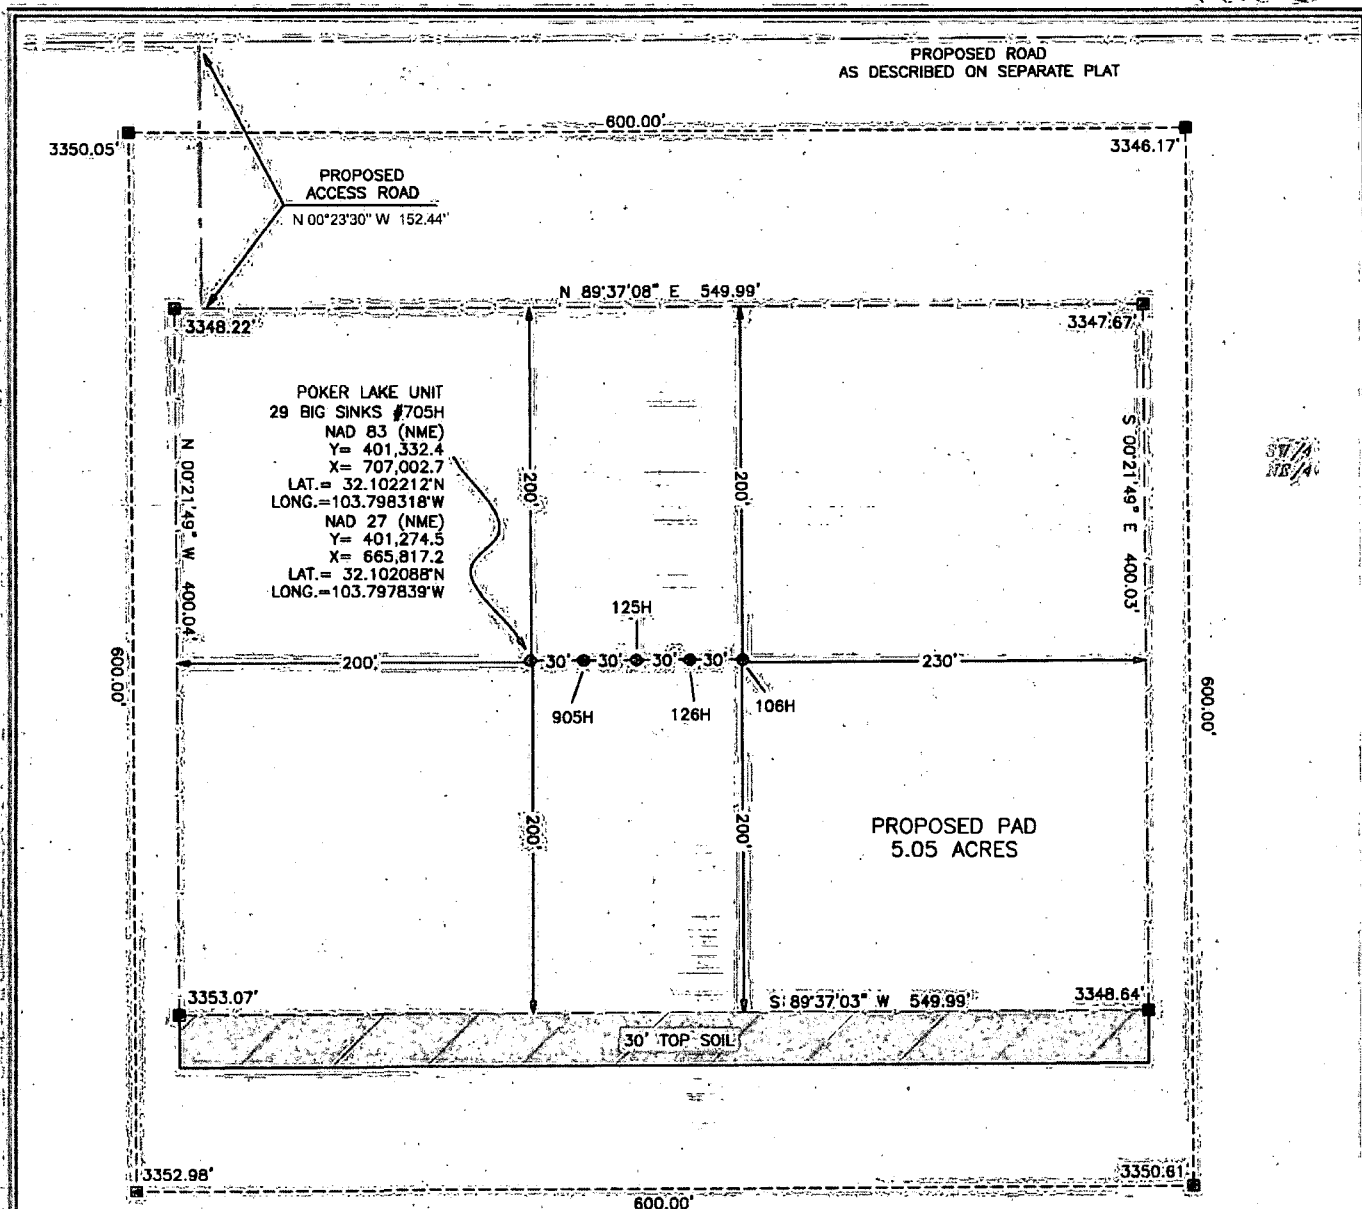 PROPOSED ROAD
AS DESCRIBED ON SEPARATE PLAT
600.00'
3350.05'
3346.17'
PROPOSED
ACCESS ROAD
N 00°23'30" W 152.44'
N 89°37'08" E 549.99'
3348.22'
3347.67'
POKER LAKE UNIT
29 BIG SINKS #705H
NAD 83 (NME)
Y= 401,332.4
X= 707,002.7
LAT.= 32.102212°N
LONG.=103.798318°W
NAD 27 (NME)
Y= 401,274.5
X= 665,817.2
LAT.= 32.102088°N
LONG.=103.797839°W
N 00°21'49" W 400.04'
200'
200'
S 00°21'49" E 400.03'
SW/4
NE/4
125H
600.00'
200'
30'
30'
30'
30'
230'
600.00'
905H
126H
106H
200'
200'
PROPOSED PAD
5.05 ACRES
3353.07'
S 89°37'03" W 549.99'
3348.64'
30' TOP SOIL
3352.98'
3350.61'
600.00'